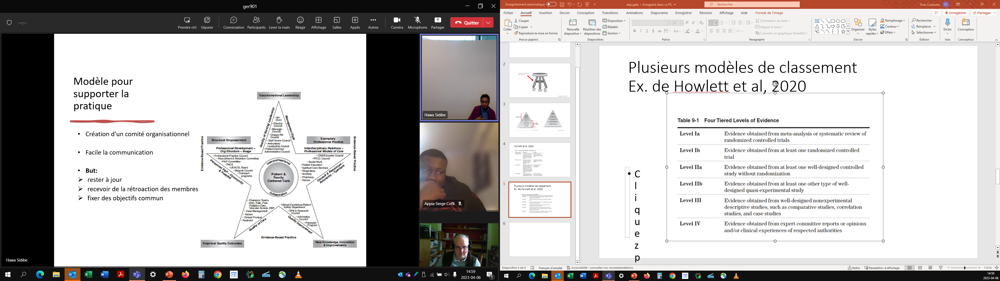 ger901
--:--
Prendre ctrl
Séparer
Conversation
Participants
Lever la main
Réagir
Affichage
Salles
Applis
Autres
Caméra
Microphone
Partager
Quitter
Modèle pour
supporter la
pratique
• Création d'un comité organisationnel
• Facile la communication
• But:
➢ rester à jour
➢ recevoir de la rétroaction des membres
➢ fixer des objectifs commun
Transformational Leadership
Quality of Nursing Leadership
Management Style
• VP/
CNO
• Director
Council
• Manager
Council
• Charge RN
Council
• Staff Nurse Council
• Ambulatory
Leadership Council
• Patient Services
Administrative Council
Structural Empowerment
Exemplary
Professional Practice
Evidence-Based Practice
Evidence-Based Practice
Professional Development –
Org Structure – Image
Interdisciplinary Relations –
Professional Models of Care
• Professional Practice Council
• Recruitment & Retention Committee
• P&P Committee
• PACE
• UEXCEL Board
• Magnet Council
• Outreach
programs
Personnel P&P – Community
& Hospital
• CNS/Educator Council
• PFCC Council
• Social Work
• Patient Education
• Spiritual Care Services
• Respiratory
• Ancillary
• Pharmacy
• Rehab
Consult & Resources –
Autonomy – Teachers
Interprofessional
Patient &
Family
Centered Care
Collaboration
• Champion Teams
–Skin, Falls, Pain,
Palliative Care,
Vascular Access, EBP
• Case Management
• Kaizen
• Clinical Product
• Restraint
Quality of Care
• Clinical Excellence/Patient
Safety Department
• EPB & Research
Council
• Informatics
Council
• Preceptor
Program
Quality Improvement
Evidence-Based Practice
Empirical Quality Outcomes
New Knowledge, Innovation
& Improvements
Hawa Sidibe
Hawa Sidibe
Appia Serge Coffi
14:59
2023-04-06
1
Enregistrement automatique
ebp.pptx • Enregistré dans ce PC
Rechercher
Yves Couturier
YC
Fichier
Accueil
Insertion
Dessin
Conception
Transitions
Animations
Diaporama
Enregistrer
Révision
Affichage
Aide
Format de l'image
Enregistrer
Partager
Coller
Couper
Copier
Reproduire la mise en forme
Presse-papiers
Nouvelle
diapositive
Réutiliser des
diapositives
Disposition
Rétablir
Section
Diapositives
28
G I S S ab AV Aa A
Police
Orientation du texte
Aligner le texte
Convertir en graphique SmartArt
Paragraphe
Organiser
Styles
rapides
Remplissage
Contour
Effets
Dessin
Rechercher
Remplacer
Sélectionner
Édition
Dicter
Voix
Concepteur
Concepteur
2
3
4
Howlett et al, 2020
5
Plusieurs modèles de classement
Ex. de Howlett et al, 2020
6
Plusieurs modèles de classement
Ex. de Howlett et al, 2020
• C
l
i
q
u
e
z
p
Table 9-1 Four Tiered Levels of Evidence
Level Ia Evidence obtained from meta-analysis or systematic review of
randomized controlled trials
Level Ib Evidence obtained from at least one randomized controlled
trial
Level IIa Evidence obtained from at least one well-designed controlled
study without randomization
Level IIb Evidence obtained from at least one other type of well-
designed quasi-experimental study
Level III Evidence obtained from well-designed nonexperimental
descriptive studies, such as comparative studies, correlation
studies, and case studies
Level IV Evidence obtained from expert committee reports or opinions
and/or clinical experiences of respected authorities
Diapositive 5 de 6
Français (Canada)
Accessibilité : consultez nos recommandations
Notes
Paramètres d'affichage
114 %
14:59
2023-04-06